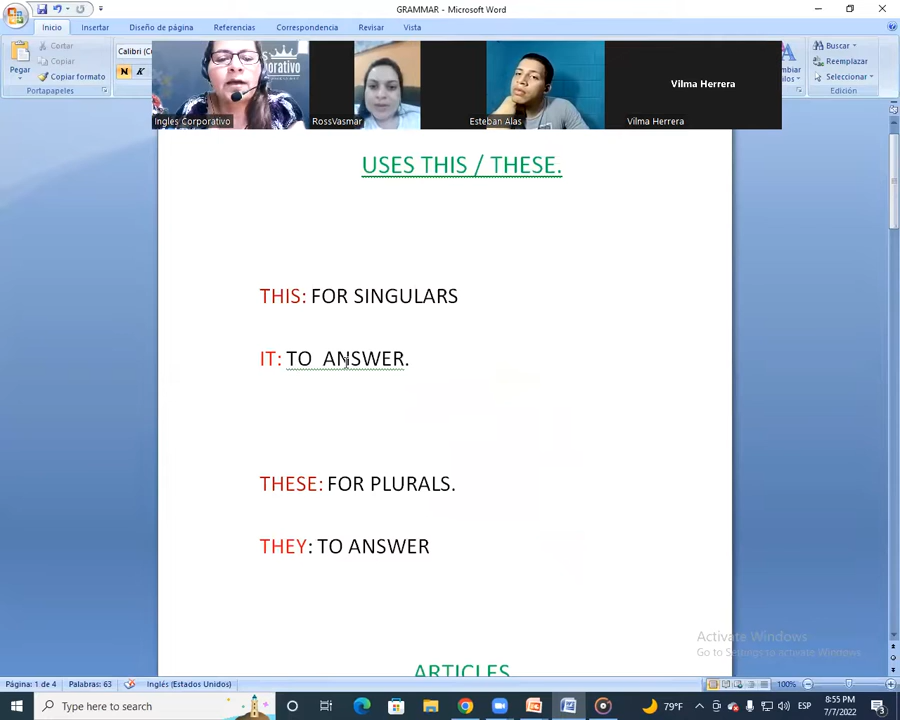 GRAMMAR - Microsoft Word
Inicio Insertar Diseño de página Referencias Correspondencia Revisar Vista
Pegar
Cortar
Copiar
Copiar formato
Portapapeles
Calibri (C
N K
Buscar
Reemplazar
Seleccionar
Edición
orporativo
Ingles Corporativo
RossVasmar
Esteban Alas
Vilma Herrera
Vilma Herrera
USES THIS / THESE.
THIS: FOR SINGULARS
IT: TO ANSWER.
THESE: FOR PLURALS.
THEY: TO ANSWER
ARTICLES
Activate Windows
Go to Settings to activate Windows.
Página: 1 de 4 Palabras: 63 Inglés (Estados Unidos) 100%
Type here to search
79°F
ESP
8:55 PM
7/7/2022
3